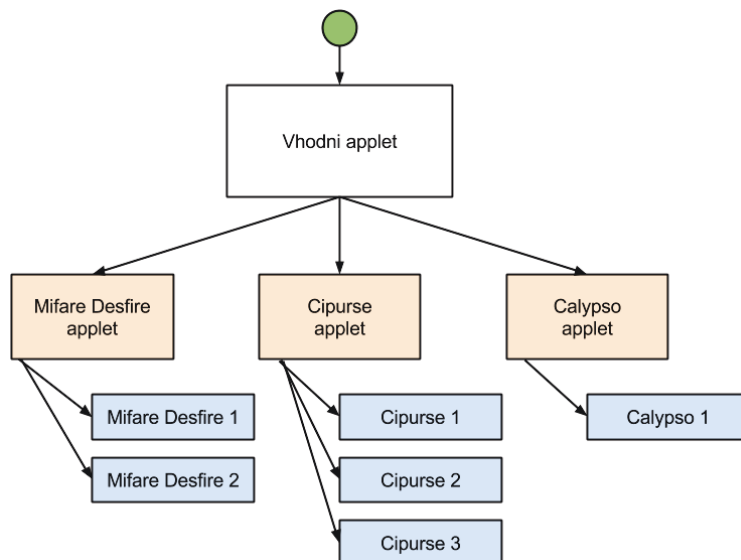 Vhodni applet
Mifare Desfire
applet
Cipurse
applet
Calypso
applet
Mifare Desfire 1
Cipurse 1
Calypso 1
Mifare Desfire 2
Cipurse 2
Cipurse 3